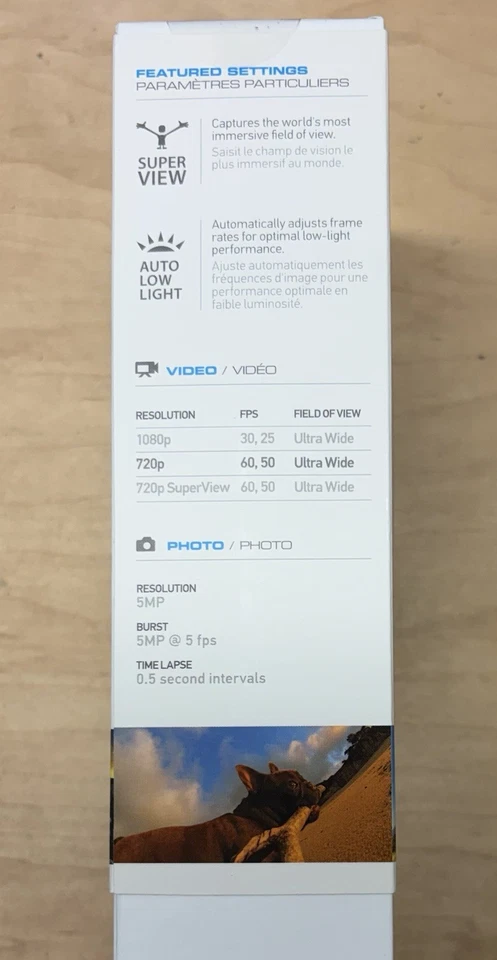 FEATURED SETTINGS
PARAMÈTRES PARTICULIERS
SUPER
VIEW
Captures the world's most
immersive field of view.
Saisit le champ de vision le
plus immersif au monde.
AUTO
LOW
LIGHT
Automatically adjusts frame
rates for optimal low-light
performance.
Ajuste automatiquement les
fréquences d'image pour une
performance optimale en
faible luminosité.
VIDEO / VIDÉO
RESOLUTION FPS FIELD OF VIEW
1080p 30, 25 Ultra Wide
720p 60, 50 Ultra Wide
720p SuperView 60, 50 Ultra Wide
PHOTO / PHOTO
RESOLUTION
5MP
BURST
5MP @ 5 fps
TIME LAPSE
0.5 second intervals